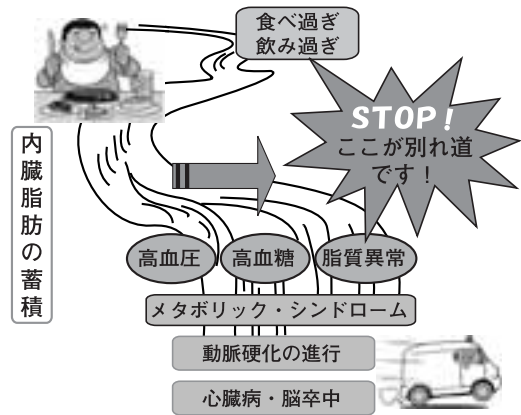 食べ過ぎ
飲み過ぎ
STOP!
ここが別れ道
です！
内臓脂肪の蓄積
高血圧
高血糖
脂質異常
メタボリック・シンドローム
動脈硬化の進行
心臓病・脳卒中